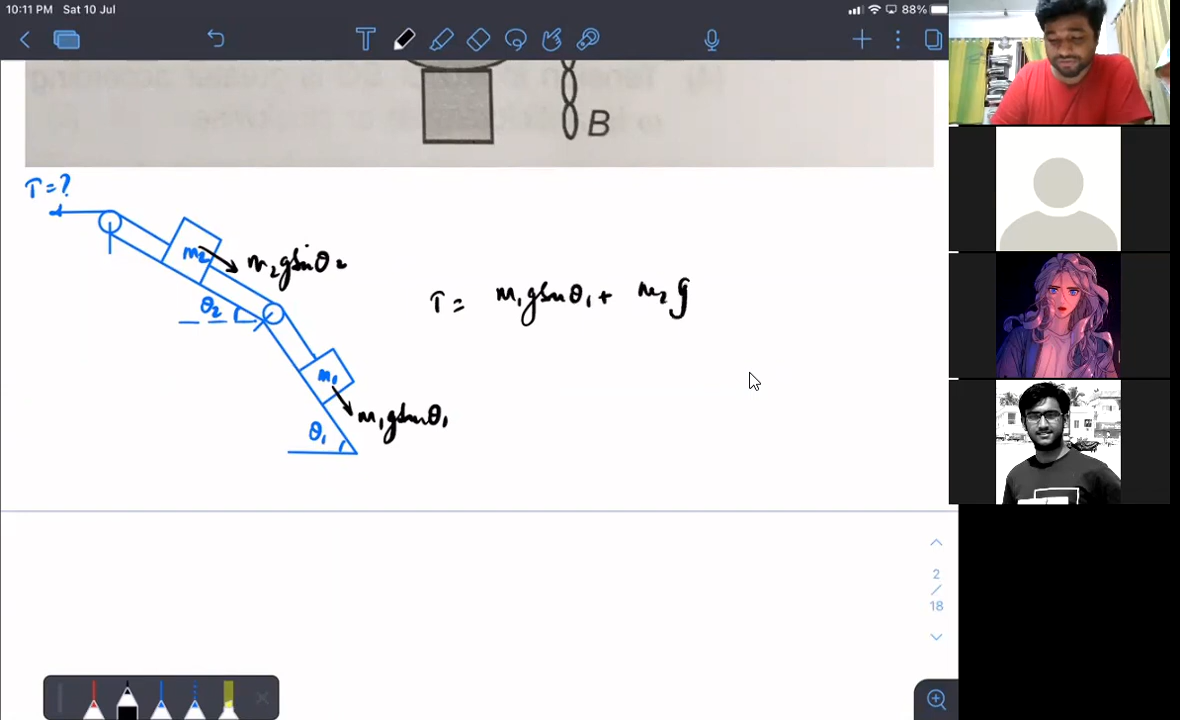 10:11 PM Sat 10 Jul
88%
B
T=?
m₂
m₂gsinθ₂
θ₂
T = m₁gsinθ₁ + m₂g
m₁
m₁gsinθ₁
θ₁
2
/
18